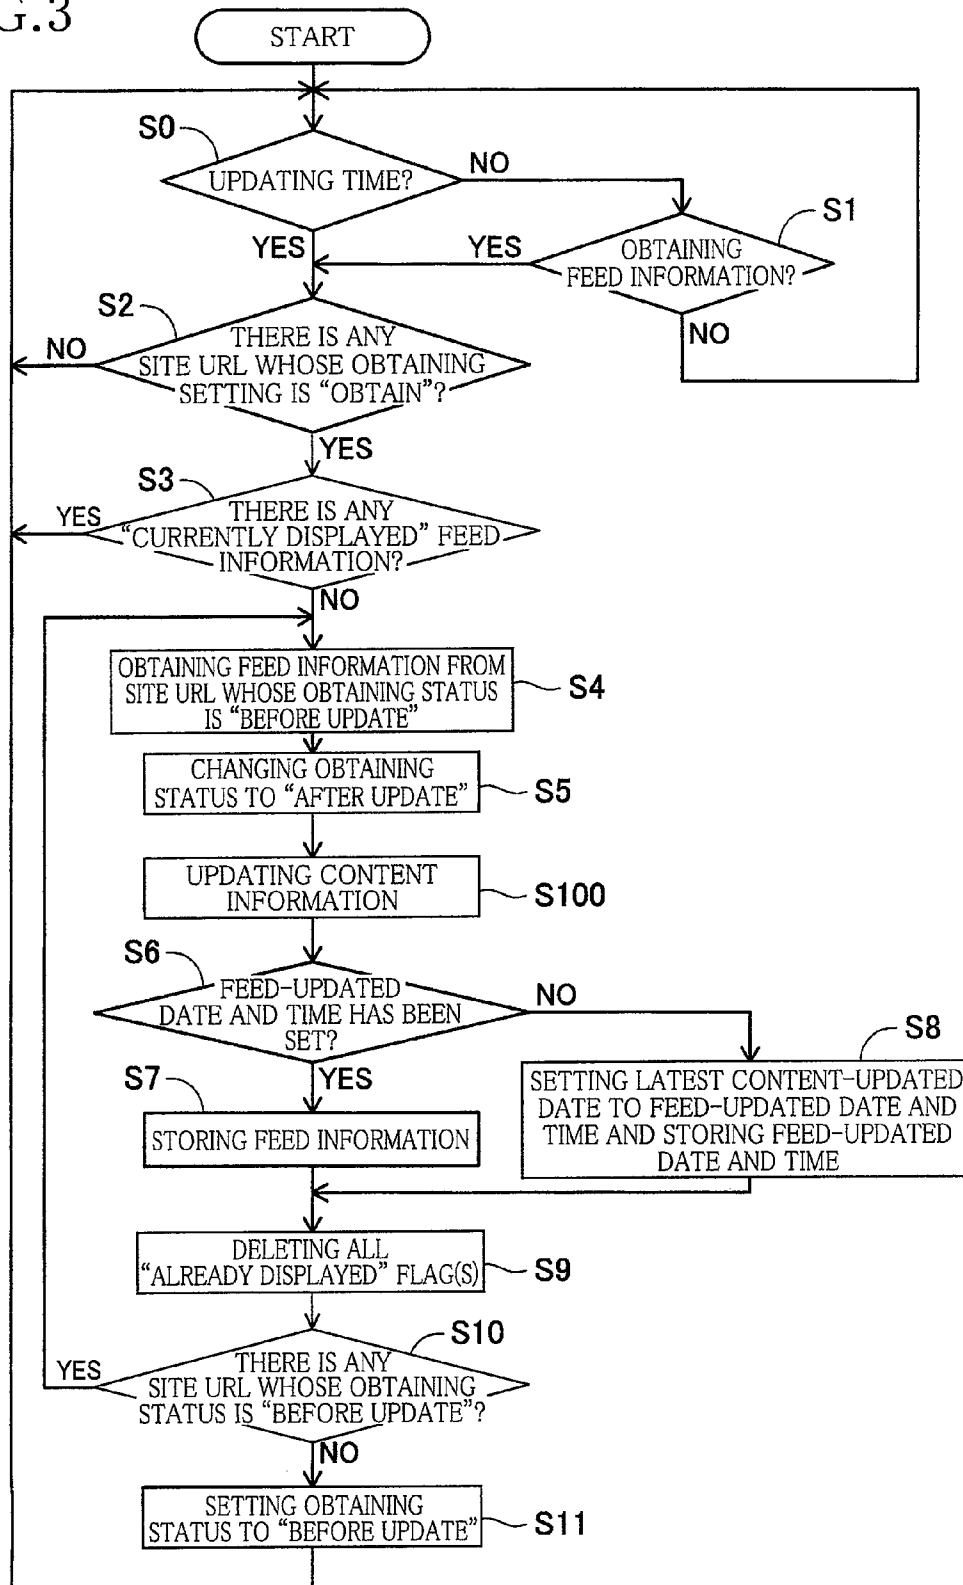 G.3
START
S0
UPDATING TIME?
NO
S1
YES
YES
OBTAINING
FEED INFORMATION?
NO
S2
THERE IS ANY
SITE URL WHOSE OBTAINING
SETTING IS “OBTAIN”?
NO
YES
S3
THERE IS ANY
“CURRENTLY DISPLAYED” FEED
INFORMATION?
YES
NO
OBTAINING FEED INFORMATION FROM
SITE URL WHOSE OBTAINING STATUS
IS “BEFORE UPDATE”
S4
CHANGING OBTAINING
STATUS TO “AFTER UPDATE”
S5
UPDATING CONTENT
INFORMATION
S100
S6
FEED-UPDATED
DATE AND TIME HAS BEEN
SET?
NO
YES
S7
STORING FEED INFORMATION
S8
SETTING LATEST CONTENT-UPDATED
DATE TO FEED-UPDATED DATE AND
TIME AND STORING FEED-UPDATED
DATE AND TIME
DELETING ALL
“ALREADY DISPLAYED” FLAG(S)
S9
S10
THERE IS ANY
SITE URL WHOSE OBTAINING
STATUS IS “BEFORE UPDATE”?
YES
NO
SETTING OBTAINING
STATUS TO “BEFORE UPDATE”
S11